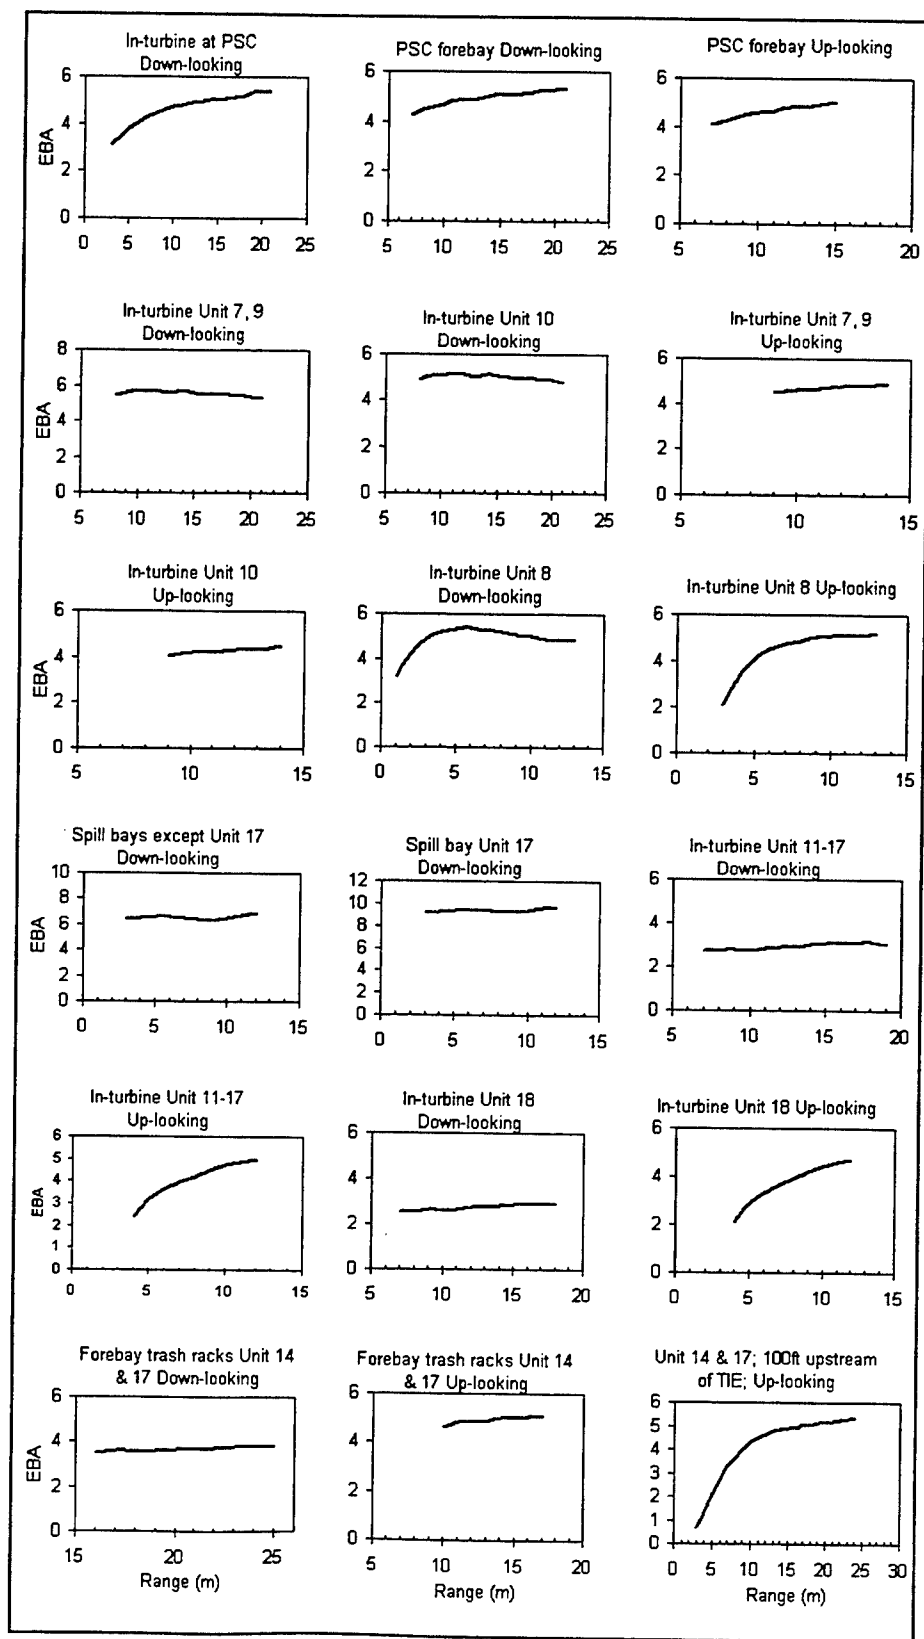 In-turbine at PSC
Down-looking
PSC forebay Down-looking
PSC forebay Up-looking
EBA
6
4
2
0
0 5 10 15 20 25
6
4
2
0
5 10 15 20 25
6
4
2
0
5 10 15 20
In-turbine Unit 7, 9
Down-looking
In-turbine Unit 10
Down-looking
In-turbine Unit 7, 9
Up-looking
EBA
8
6
4
2
0
5 10 15 20 25
6
4
2
0
5 10 15 20 25
6
4
2
0
5 10 15
In-turbine Unit 10
Up-looking
In-turbine Unit 8
Down-looking
In-turbine Unit 8 Up-looking
EBA
6
4
2
0
5 10 15
6
4
2
0
0 5 10 15
6
4
2
0
0 5 10 15
Spill bays except Unit 17
Down-looking
Spill bay Unit 17
Down-looking
In-turbine Unit 11-17
Down-looking
EBA
10
8
6
4
2
0
0 5 10 15
12
10
8
6
4
2
0
0 5 10 15
6
4
2
0
5 10 15 20
In-turbine Unit 11-17
Up-looking
In-turbine Unit 18
Down-looking
In-turbine Unit 18 Up-looking
EBA
6
5
4
3
2
1
0
0 5 10 15
6
4
2
0
5 10 15 20
6
4
2
0
0 5 10 15
Forebay trash racks Unit 14
& 17 Down-looking
Forebay trash racks Unit 14
& 17 Up-looking
Unit 14 & 17; 100ft upstream
of TIE; Up-looking
EBA
6
4
2
0
15 20 25
Range (m)
6
4
2
0
5 10 15 20
Range (m)
6
5
4
3
2
1
0
0 5 10 15 20 25 30
Range (m)